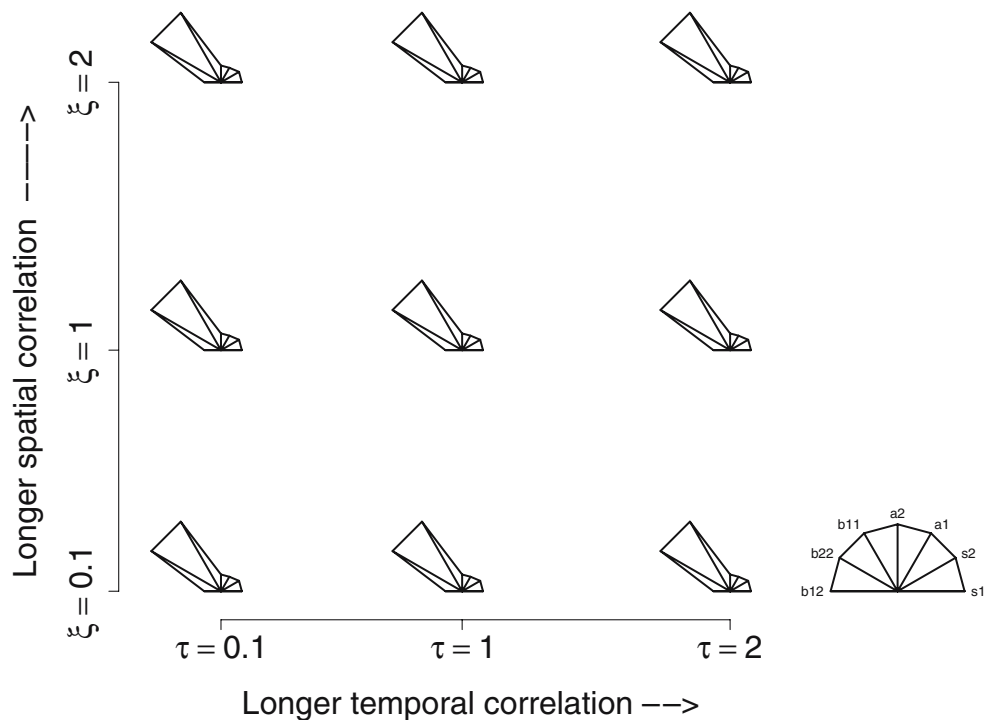 Longer spatial correlation −−−−>
ξ = 2
ξ = 1
ξ = 0.1
a2
b11
a1
b22
s2
b12
s1
τ = 0.1
τ = 1
τ = 2
Longer temporal correlation −−>